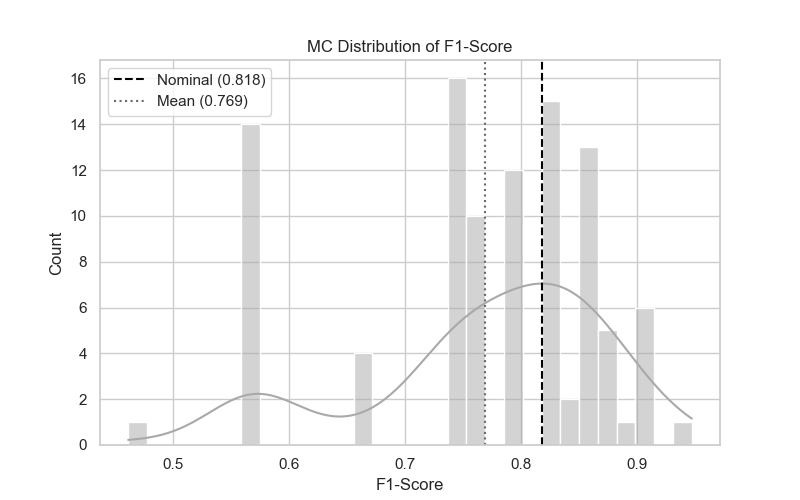 MC Distribution of F1-Score
Nominal (0.818)
Mean (0.769)
16
14
12
10
8
6
4
2
0
Count
0.5 0.6 0.7 0.8 0.9
F1-Score